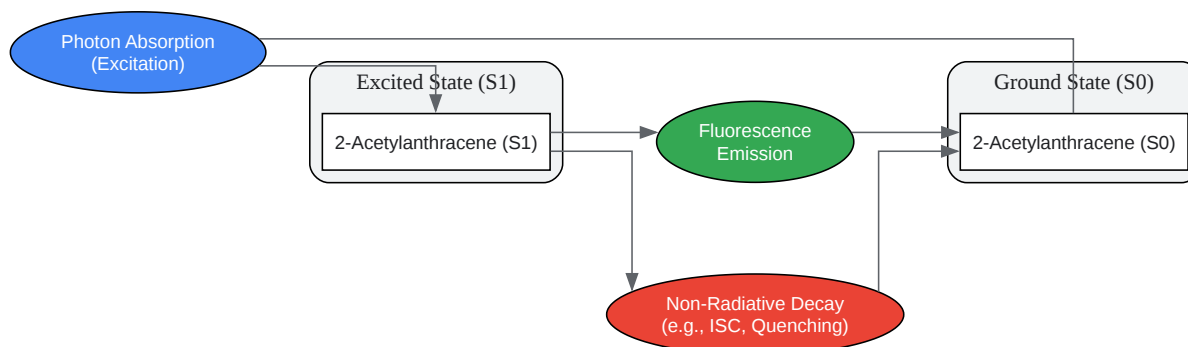 Photon Absorption
(Excitation)
Excited State (S1)
2-Acetylanthracene (S1)
Fluorescence
Emission
Ground State (S0)
2-Acetylanthracene (S0)
Non-Radiative Decay
(e.g., ISC, Quenching)